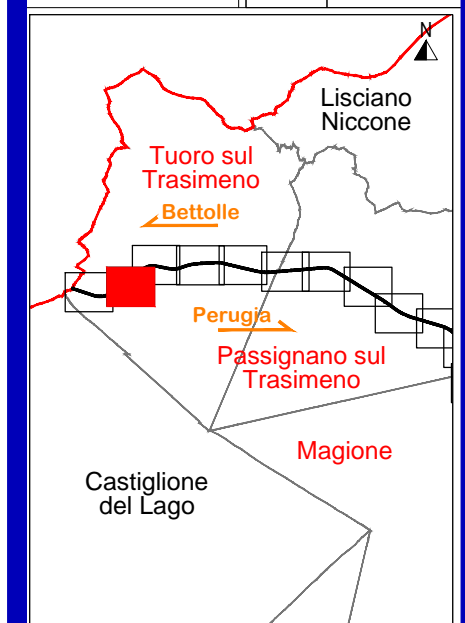 N
Lisciano
Niccone
Tuoro sul
Trasimeno
Bettolle
Perugia
Passignano sul
Trasimeno
Magione
Castiglione
del Lago